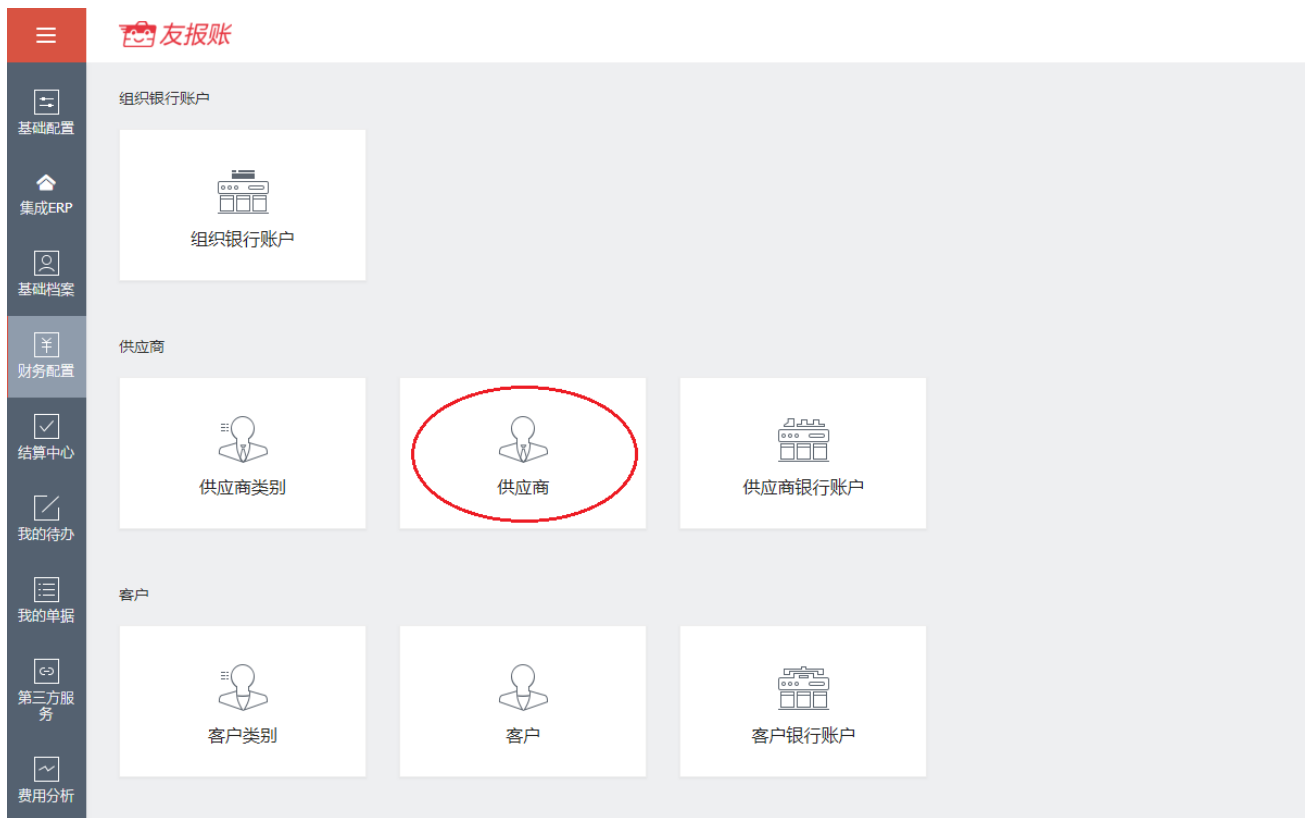 友报账
基础配置
集成ERP
基础档案
财务配置
结算中心
我的待办
我的单据
第三方服
务
费用分析
组织银行账户
组织银行账户
供应商
供应商类别
供应商
供应商银行账户
客户
客户类别
客户
客户银行账户